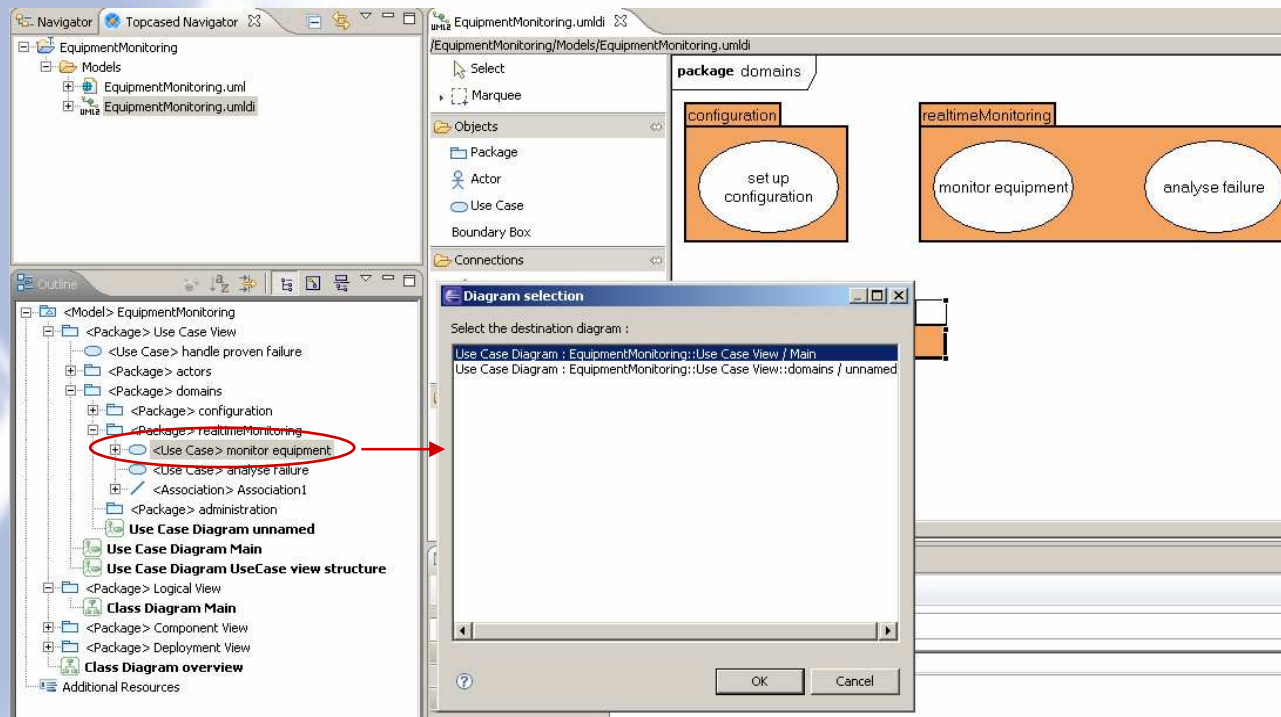 Navigator
Topcased Navigator
EquipmentMonitoring
Models
EquipmentMonitoring.uml
EquipmentMonitoring.umldi
Outline
<Model> EquipmentMonitoring
<Package> Use Case View
<Use Case> handle proven failure
<Package> actors
<Package> domains
<Package> configuration
<Package> realtimeMonitoring
<Use Case> monitor equipment
<Use Case> analyse failure
<Association> Association1
<Package> administration
Use Case Diagram unnamed
Use Case Diagram Main
Use Case Diagram UseCase view structure
<Package> Logical View
Class Diagram Main
<Package> Component View
<Package> Deployment View
Class Diagram overview
Additional Resources
EquipmentMonitoring.umldi
/EquipmentMonitoring/Models/EquipmentMonitoring.umldi
Select
Marquee
Objects
Package
Actor
Use Case
Boundary Box
Connections
package domains
configuration
set up
configuration
realtimeMonitoring
monitor equipment
analyse failure
Diagram selection
Select the destination diagram :
Use Case Diagram : EquipmentMonitoring::Use Case View / Main
Use Case Diagram : EquipmentMonitoring::Use Case View::domains / unnamed
OK
Cancel